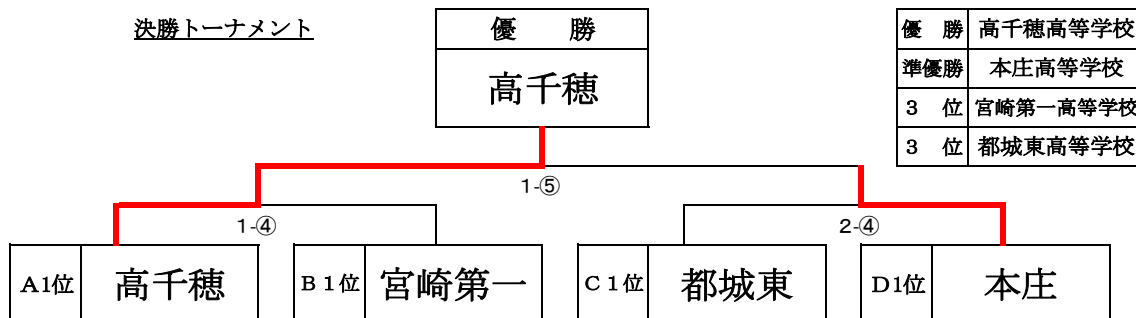 決勝トーナメント
優　勝
高千穂
優　勝 高千穂高等学校
準優勝 本庄高等学校
３　位 宮崎第一高等学校
３　位 都城東高等学校
1-⑤
1-④
2-④
A1位 高千穂
B１位 宮崎第一
C１位 都城東
D1位 本庄